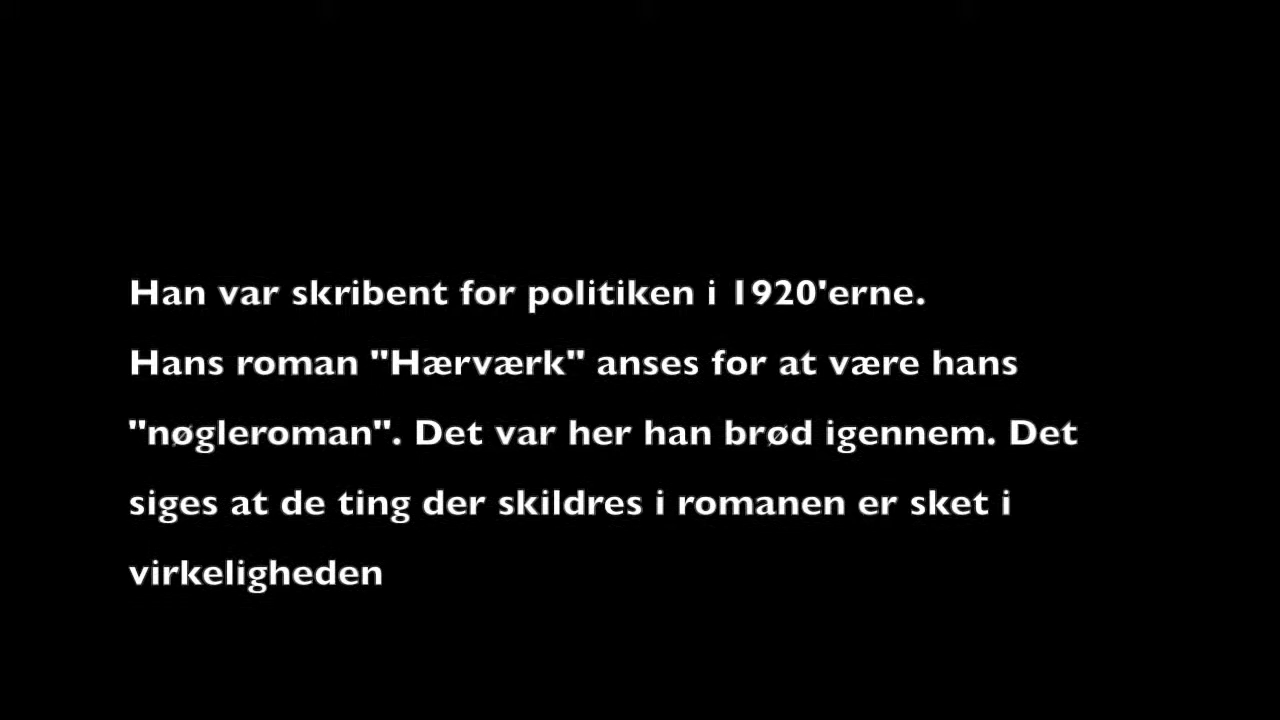 Han var skribent for politiken i 1920'erne.
Hans roman "Hærværk" anses for at være hans
"nøgleroman". Det var her han brød igennem. Det
siges at de ting der skildres i romanen er sket i
virkeligheden